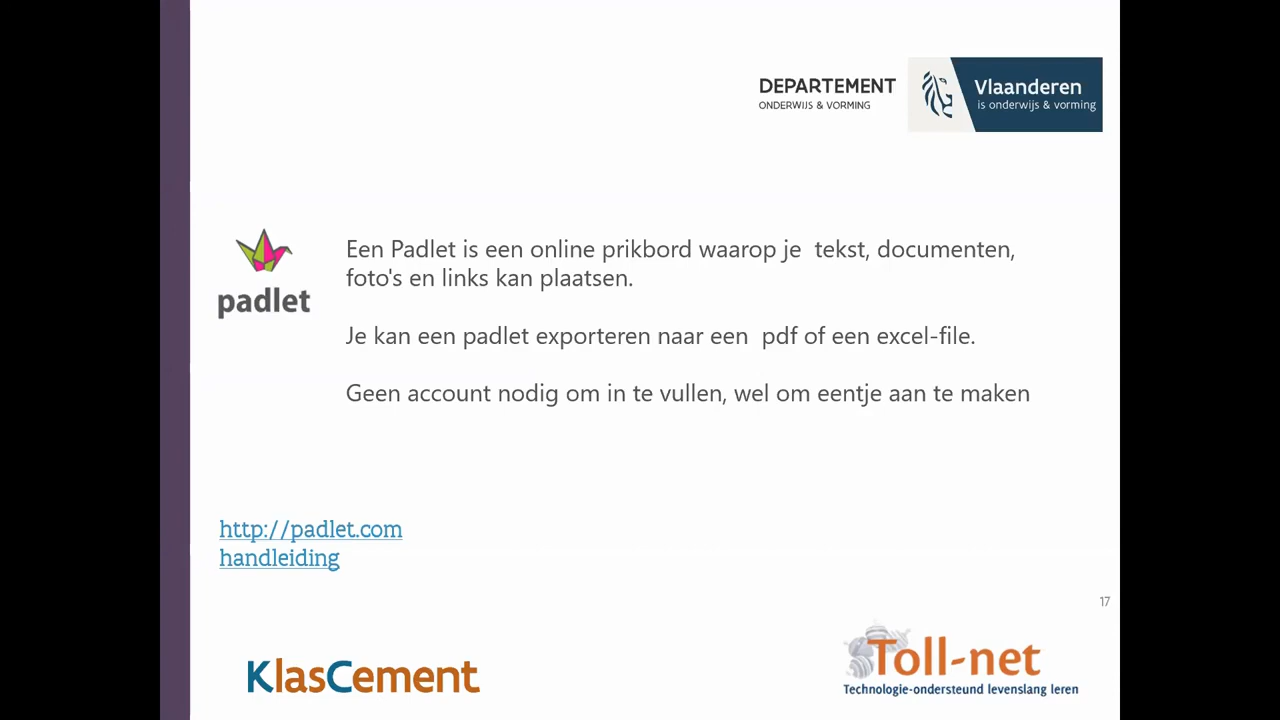 DEPARTEMENT
ONDERWIJS & VORMING
Vlaanderen
is onderwijs & vorming
padlet
Een Padlet is een online prikbord waarop je tekst, documenten,
foto's en links kan plaatsen.
Je kan een padlet exporteren naar een pdf of een excel-file.
Geen account nodig om in te vullen, wel om eentje aan te maken
http://padlet.com
handleiding
17
KlasCement
Toll-net
Technologie-ondersteund levenslang leren